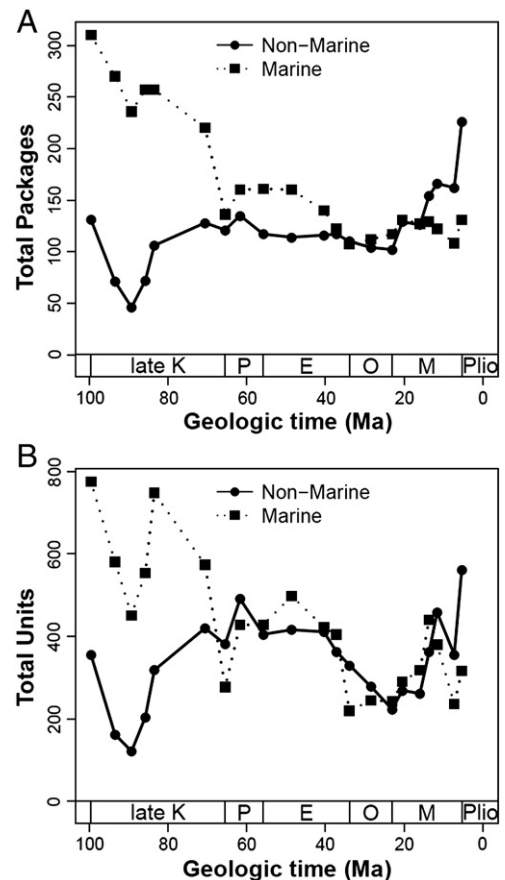 A
Total Packages
300
250
200
150
100
50
0
Non−Marine
Marine
late K P E O M Plio
100 80 60 40 20 0
Geologic time (Ma)
B
Total Units
800
600
400
200
0
Non−Marine
Marine
late K P E O M Plio
100 80 60 40 20 0
Geologic time (Ma)